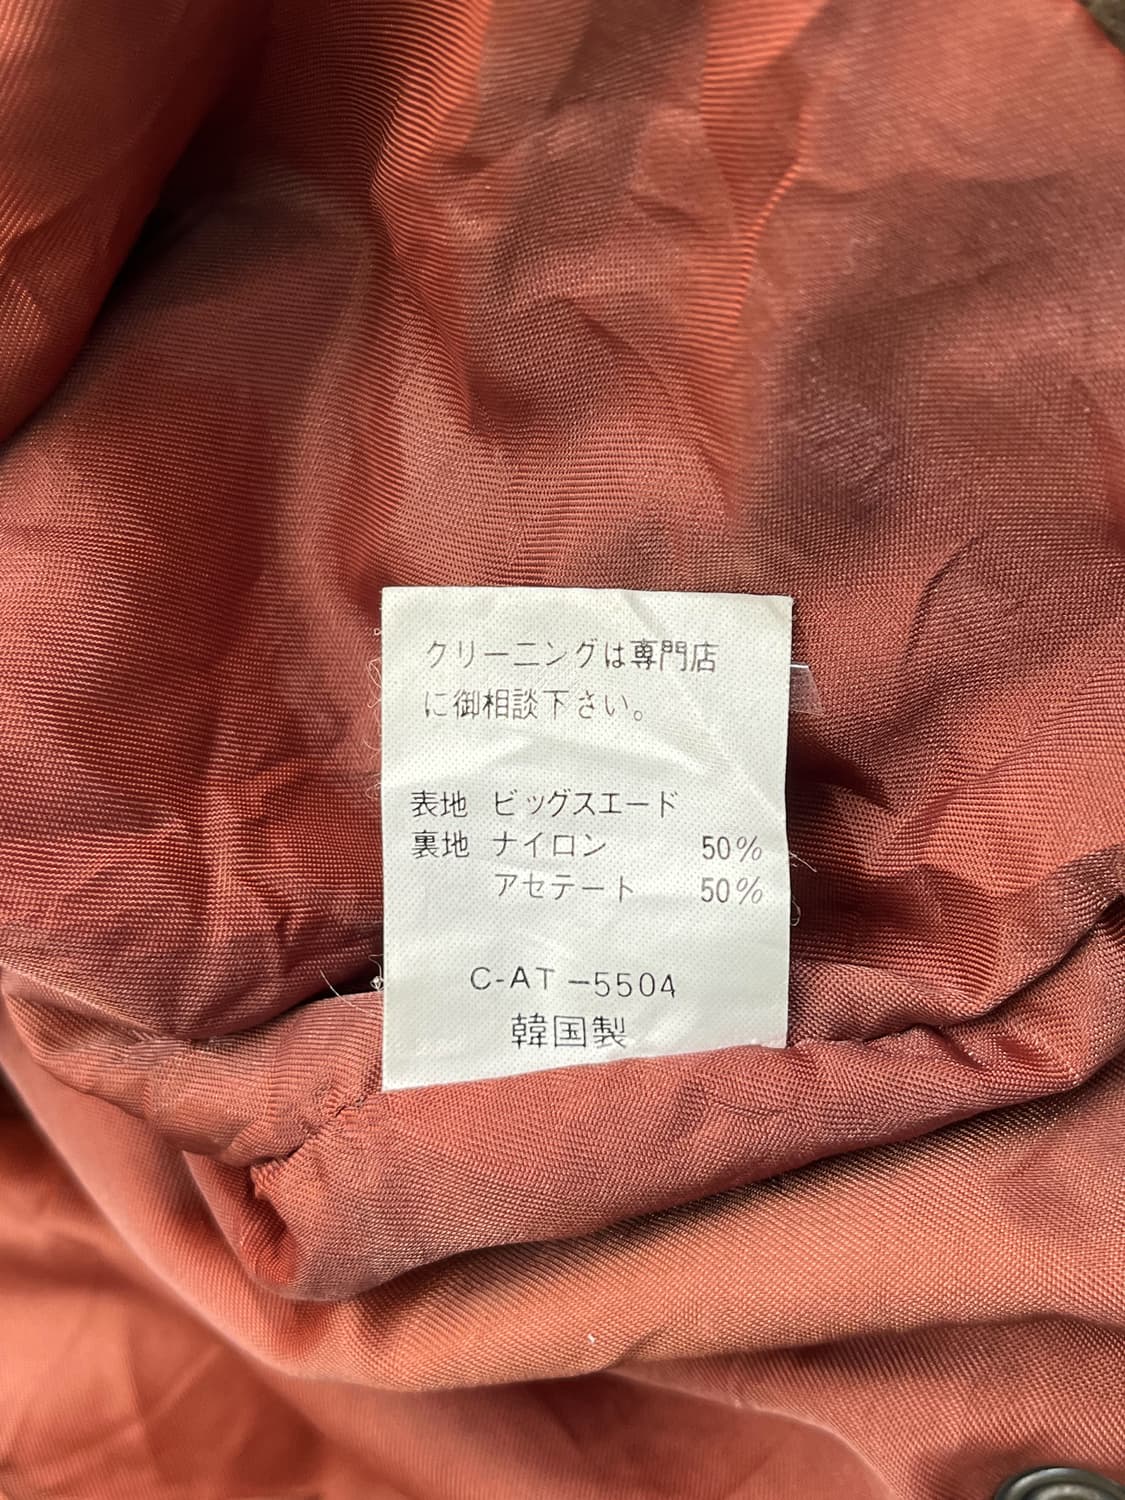 クリーニングは専門店
に御相談下さい。
表地 ビッグスエード
裏地 ナイロン 50%
アセテート 50%
C-AT-5504
韓国製